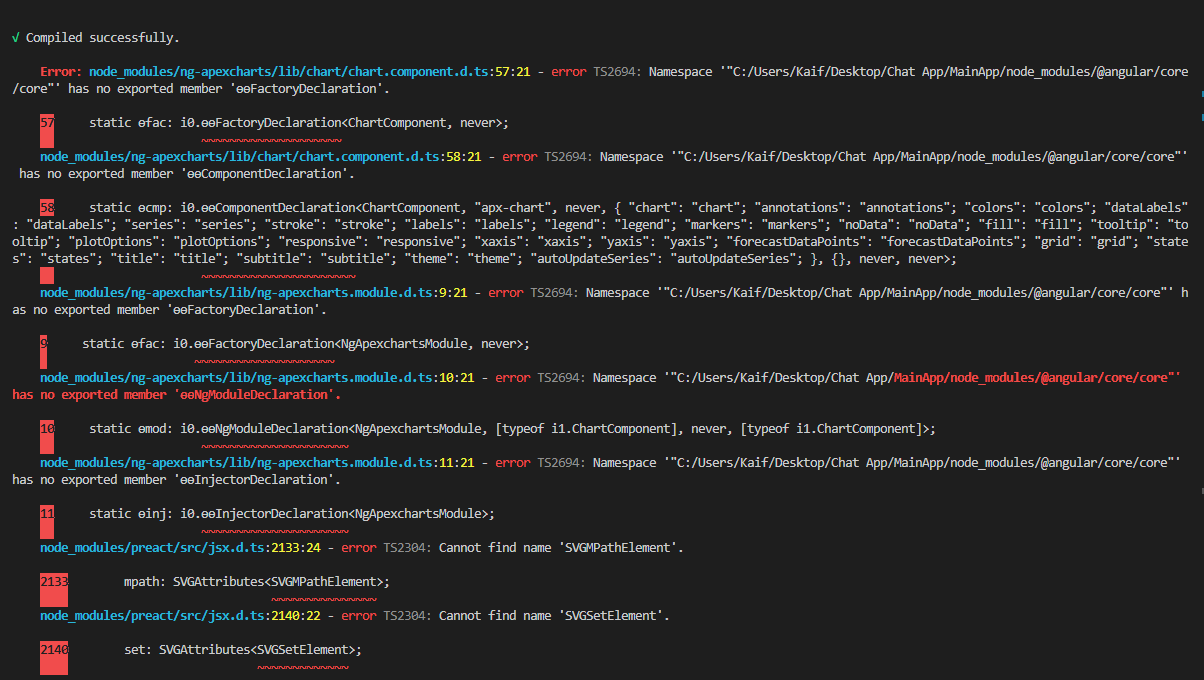 √ Compiled successfully.
Error: node_modules/ng-apexcharts/lib/chart/chart.component.d.ts:57:21 - error TS2694: Namespace '"C:/Users/Kaif/Desktop/Chat App/MainApp/node_modules/@angular/core
/core"' has no exported member 'ɵɵFactoryDeclaration'.
57     static ɵfac: i0.ɵɵFactoryDeclaration<ChartComponent, never>;
~~~~~~~~~~~~~~~~~~~~
node_modules/ng-apexcharts/lib/chart/chart.component.d.ts:58:21 - error TS2694: Namespace '"C:/Users/Kaif/Desktop/Chat App/MainApp/node_modules/@angular/core/core"'
has no exported member 'ɵɵComponentDeclaration'.
58     static ɵcmp: i0.ɵɵComponentDeclaration<ChartComponent, "apx-chart", never, { "chart": "chart"; "annotations": "annotations"; "colors": "colors"; "dataLabels"
: "dataLabels"; "series": "series"; "stroke": "stroke"; "labels": "labels"; "legend": "legend"; "markers": "markers"; "noData": "noData"; "fill": "fill"; "tooltip": "to
oltip"; "plotOptions": "plotOptions"; "responsive": "responsive"; "xaxis": "xaxis"; "yaxis": "yaxis"; "forecastDataPoints": "forecastDataPoints"; "grid": "grid"; "state
s": "states"; "title": "title"; "subtitle": "subtitle"; "theme": "theme"; "autoUpdateSeries": "autoUpdateSeries"; }, {}, never, never>;
~~~~~~~~~~~~~~~~~~~~~~
node_modules/ng-apexcharts/lib/ng-apexcharts.module.d.ts:9:21 - error TS2694: Namespace '"C:/Users/Kaif/Desktop/Chat App/MainApp/node_modules/@angular/core/core"' h
as no exported member 'ɵɵFactoryDeclaration'.
9     static ɵfac: i0.ɵɵFactoryDeclaration<NgApexchartsModule, never>;
~~~~~~~~~~~~~~~~~~~~
node_modules/ng-apexcharts/lib/ng-apexcharts.module.d.ts:10:21 - error TS2694: Namespace '"C:/Users/Kaif/Desktop/Chat App/MainApp/node_modules/@angular/core/core"'
has no exported member 'ɵɵNgModuleDeclaration'.
10     static ɵmod: i0.ɵɵNgModuleDeclaration<NgApexchartsModule, [typeof i1.ChartComponent], never, [typeof i1.ChartComponent]>;
~~~~~~~~~~~~~~~~~~~~~
node_modules/ng-apexcharts/lib/ng-apexcharts.module.d.ts:11:21 - error TS2694: Namespace '"C:/Users/Kaif/Desktop/Chat App/MainApp/node_modules/@angular/core/core"'
has no exported member 'ɵɵInjectorDeclaration'.
11     static ɵinj: i0.ɵɵInjectorDeclaration<NgApexchartsModule>;
~~~~~~~~~~~~~~~~~~~~~
node_modules/preact/src/jsx.d.ts:2133:24 - error TS2304: Cannot find name 'SVGMPathElement'.
2133        mpath: SVGAttributes<SVGMPathElement>;
~~~~~~~~~~~~~~~
node_modules/preact/src/jsx.d.ts:2140:22 - error TS2304: Cannot find name 'SVGSetElement'.
2140        set: SVGAttributes<SVGSetElement>;
~~~~~~~~~~~~~